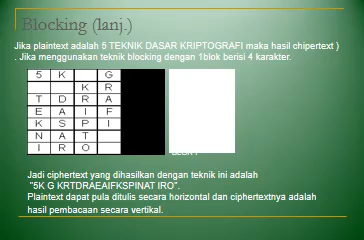 Blocking (lanj.)
Jika plaintext adalah 5 TEKNIK DASAR KRIPTOGRAFI maka hasil chipertext )
. Jika menggunakan teknik blocking dengan 1blok berisi 4 karakter.
5 K G
K R
T D R A
E A I F
K S P I
N A T
I R O
Jadi ciphertext yang dihasilkan dengan teknik ini adalah
"5K G KRTDRAEAIFKSPINAT IRO".
Plaintext dapat pula ditulis secara horizontal dan ciphertextnya adalah
hasil pembacaan secara vertikal.